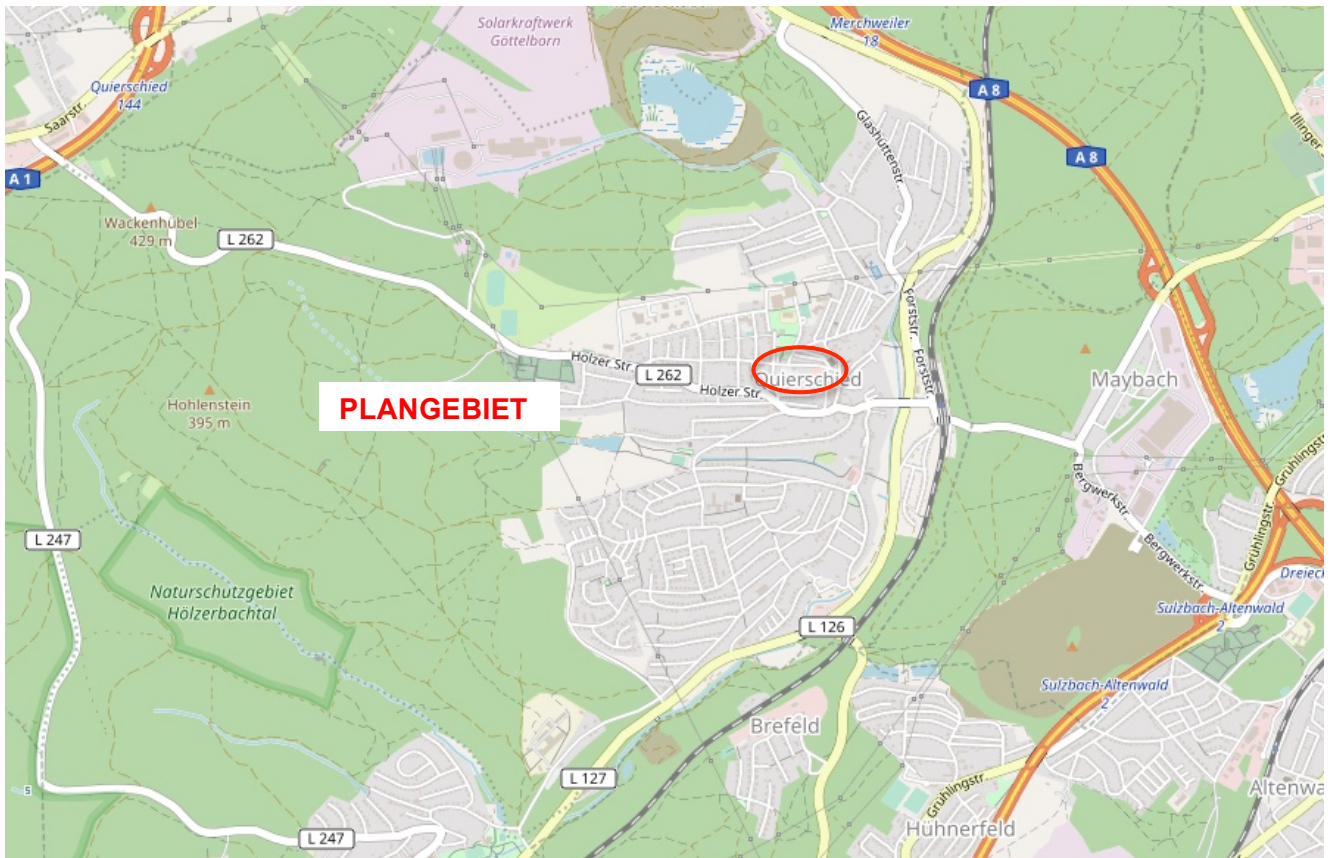 Solarkraftwerk
Göttelborn
Merchweiler
18
Quierschied
144
Saarstr.
A 8
A 8
Illinger
Glashüttenstr.
A 1
Wackenhübel
429 m
L 262
Forststr.
Forststr.
Holzer Str.
L 262
Holzer Str.
Quierschied
Maybach
Hohlenstein
395 m
PLANGEBIET
Bergwerkstr.
Bergwerkstr.
Grühlingstr.
Grühlingstr.
L 247
Naturschutzgebiet
Hölzerbachtal
Dreieck
Sulzbach-Altenwald
2
L 126
Sulzbach-Altenwald
2
Brefeld
L 127
Grühlingstr.
Altenwa
5
L 247
Hühnerfeld